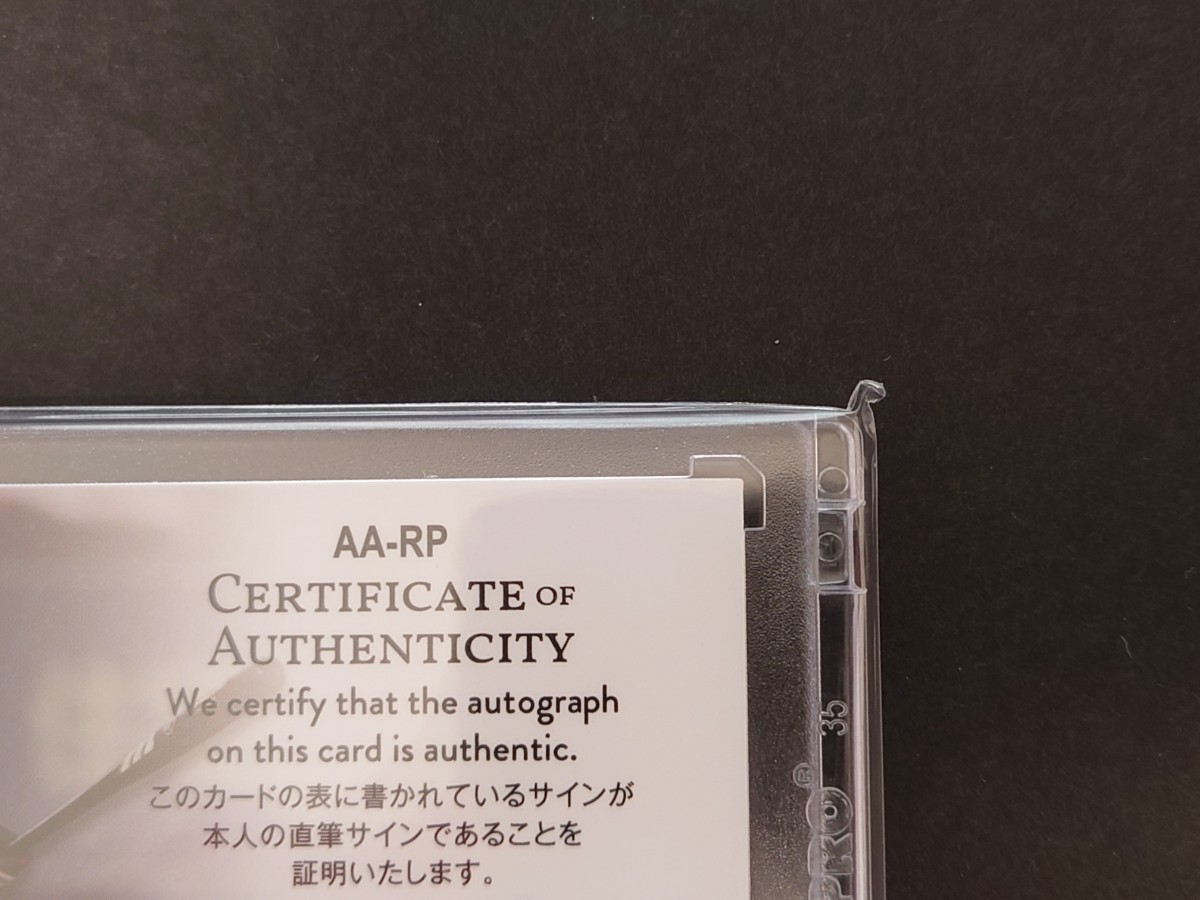 AA-RP
CERTIFICATE OF
AUTHENTICITY
We certify that the autograph
on this card is authentic.
このカードの表に書かれているサインが
本人の直筆サインであることを
証明いたします。
35
PRO®